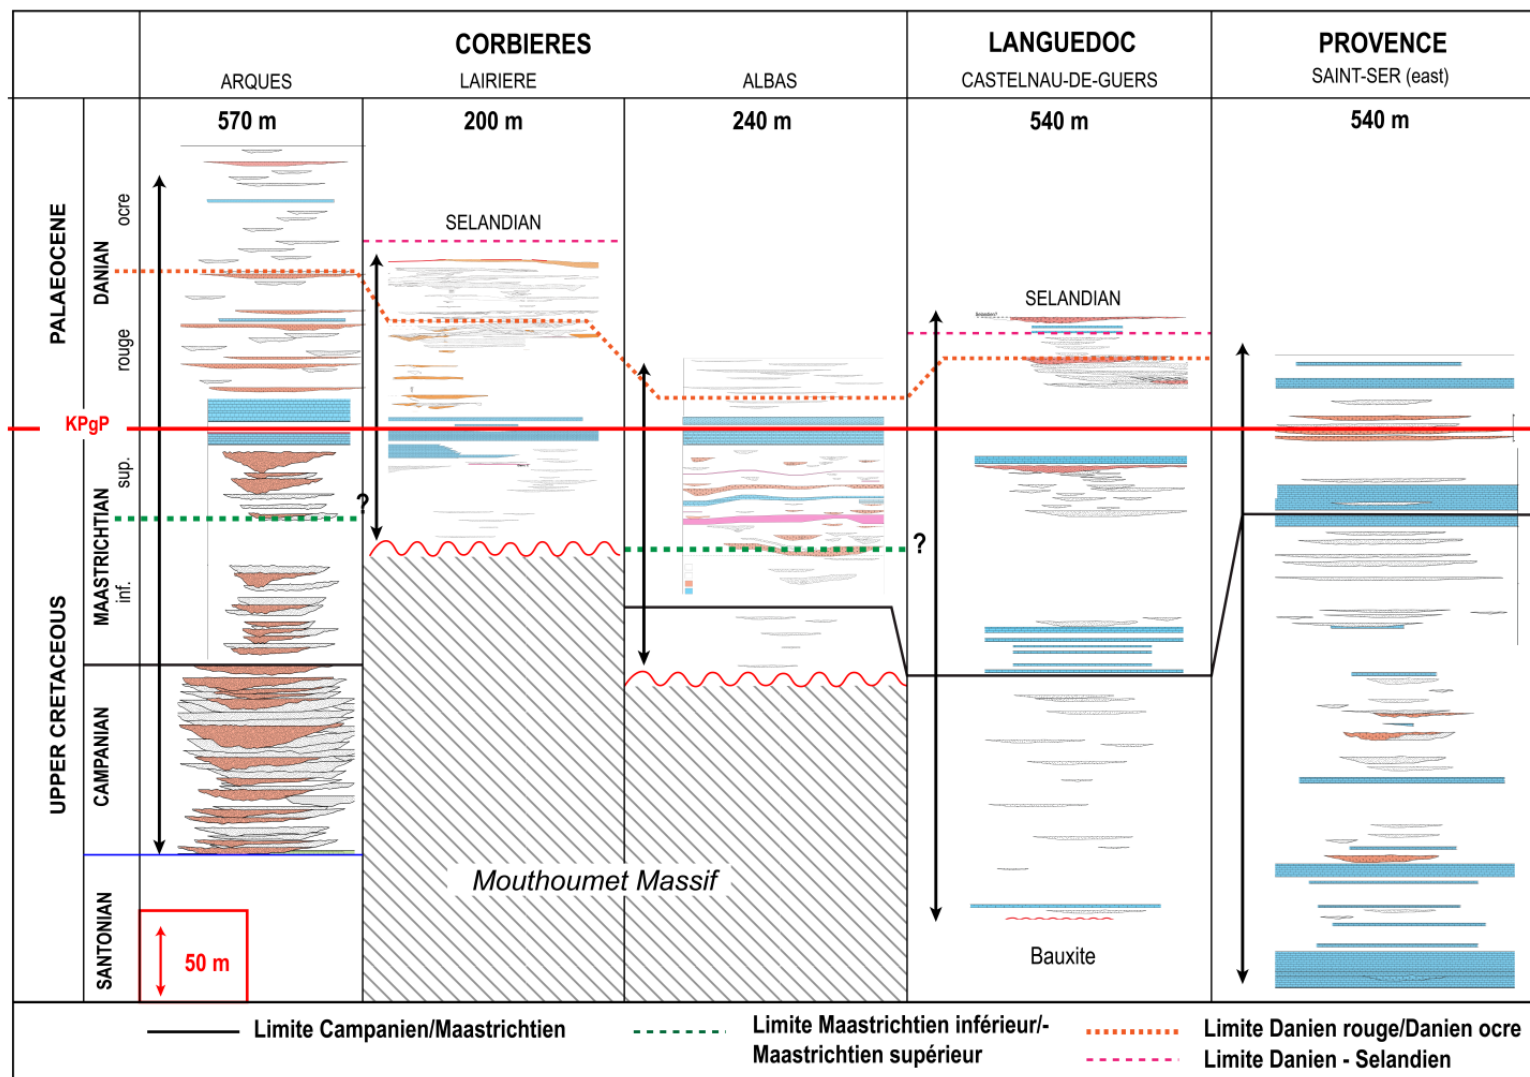 CORBIERES
LANGUEDOC
PROVENCE
ARQUES
LAIRIERE
ALBAS
CASTELNAU-DE-GUERS
SAINT-SER (east)
570 m
200 m
240 m
540 m
540 m
PALAEOCENE
DANIAN
ocre
rouge
SELANDIAN
SELANDIAN
KPgP
UPPER CRETACEOUS
MAASTRICHTIAN
sup.
inf.
?
?
CAMPANIAN
SANTONIAN
Mouthoumet Massif
Bauxite
50 m
Limite Campanien/Maastrichtien
Limite Maastrichtien inférieur/-
Maastrichtien supérieur
Limite Danien rouge/Danien ocre
Limite Danien - Selandien